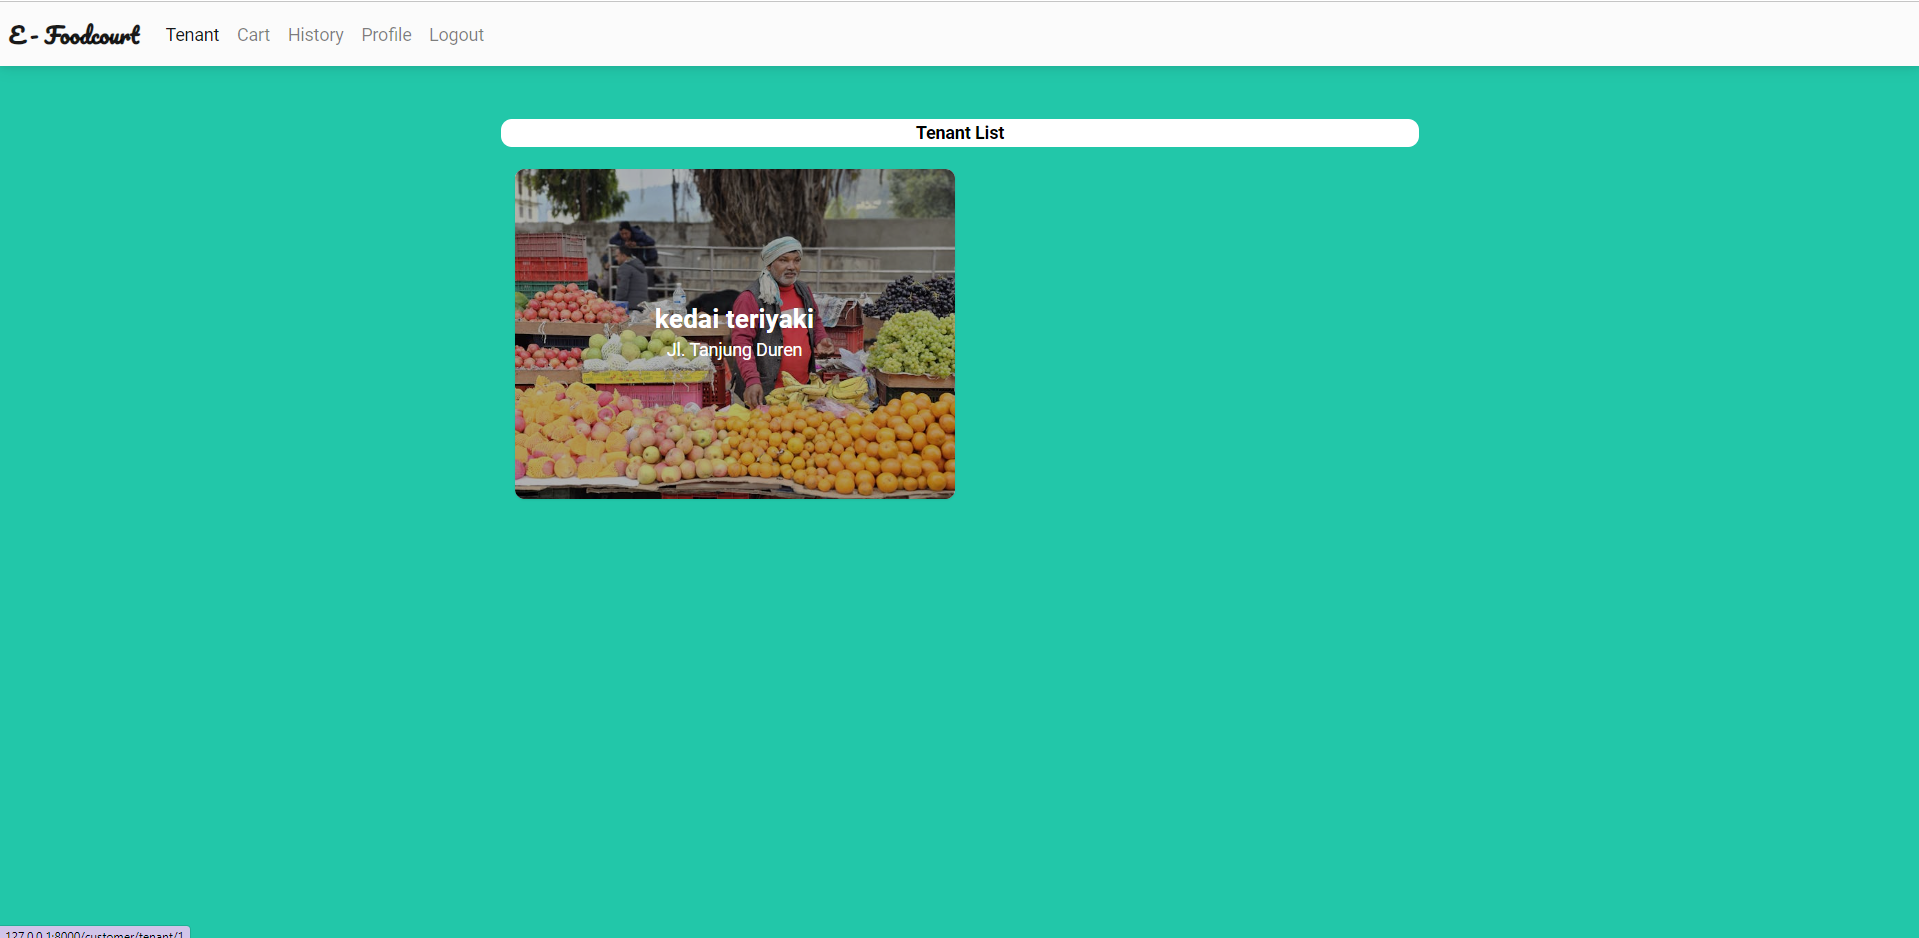 E - Foodcourt Tenant Cart History Profile Logout
Tenant List
kedai teriyaki
Jl. Tanjung Duren
127.0.0.1:8000/customer/tenant/1